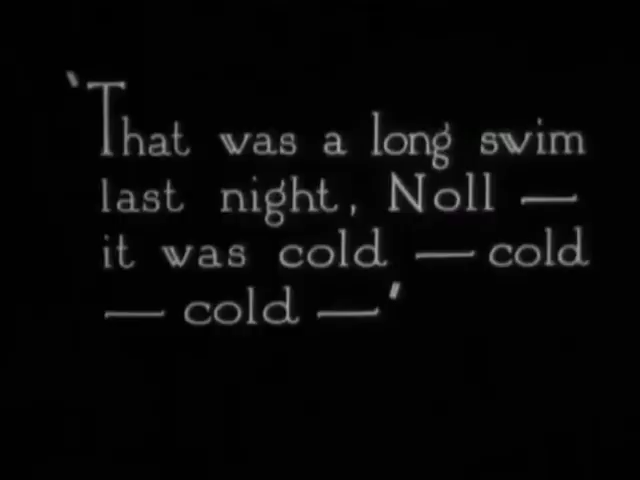 ‘That was a long swim
last night, Noll —
it was cold — cold
— cold —’